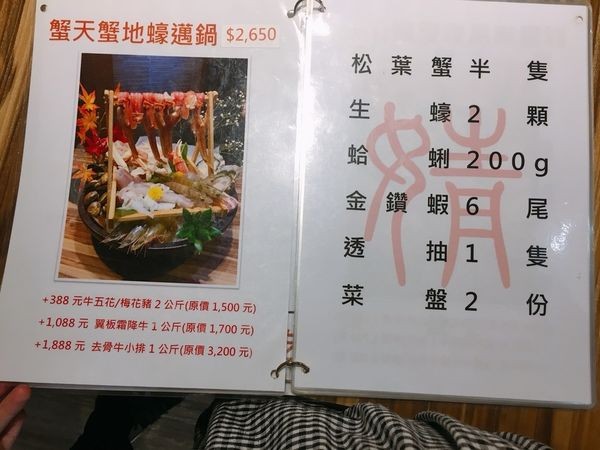 蟹天蟹地蠔邁鍋 $2,650
+388 元牛五花/梅花豬 2 公斤(原價 1,500 元)
+1,088 元 翼板霜降牛 1 公斤(原價 1,700 元)
+1,888 元 去骨牛小排 1 公斤(原價 3,200 元)
松葉蟹半隻
生蠔2顆
蛤蜊200g
金鑽蝦6尾
透抽1隻
菜盤2份